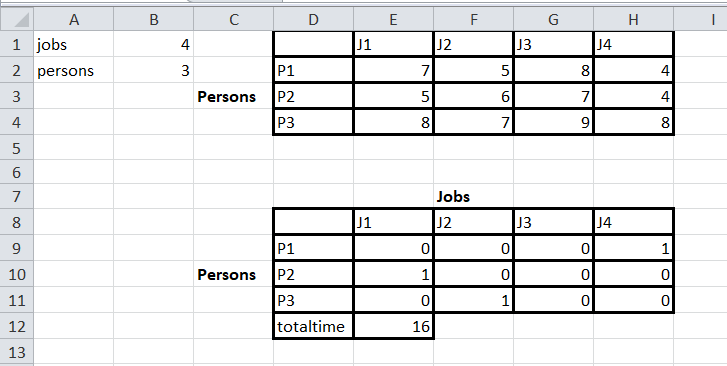 A B C D E F G H I
1 jobs 4 J1 J2 J3 J4
2 persons 3 P1 7 5 8 4
3 Persons P2 5 6 7 4
4 P3 8 7 9 8
5
6
7 Jobs
8 J1 J2 J3 J4
9 P1 0 0 0 1
10 Persons P2 1 0 0 0
11 P3 0 1 0 0
12 totaltime 16
13